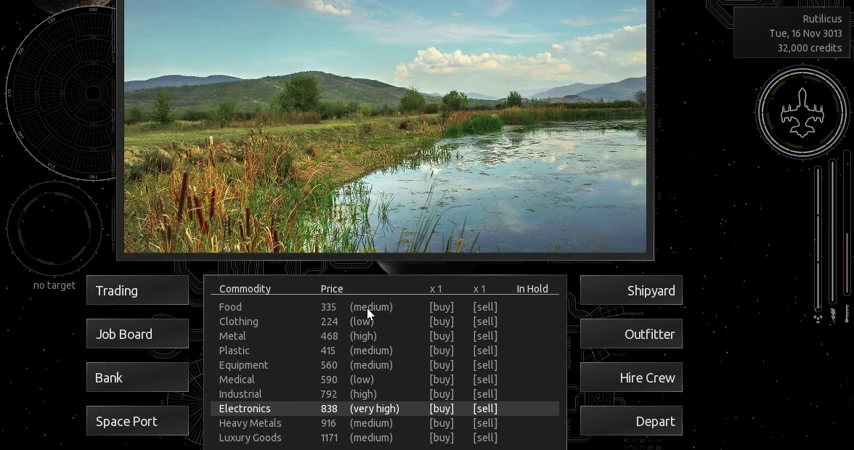 Rutilicus
Tue, 16 Nov 3013
32,000 credits
no target
Trading
Job Board
Bank
Space Port
Commodity Price x 1 x 1 In Hold
Food 335 (medium) [buy] [sell]
Clothing 224 (low) [buy] [sell]
Metal 468 (high) [buy] [sell]
Plastic 415 (medium) [buy] [sell]
Equipment 560 (medium) [buy] [sell]
Medical 590 (low) [buy] [sell]
Industrial 792 (high) [buy] [sell]
Electronics 838 (very high) [buy] [sell]
Heavy Metals 916 (medium) [buy] [sell]
Luxury Goods 1171 (medium) [buy] [sell]
Shipyard
Outfitter
Hire Crew
Depart